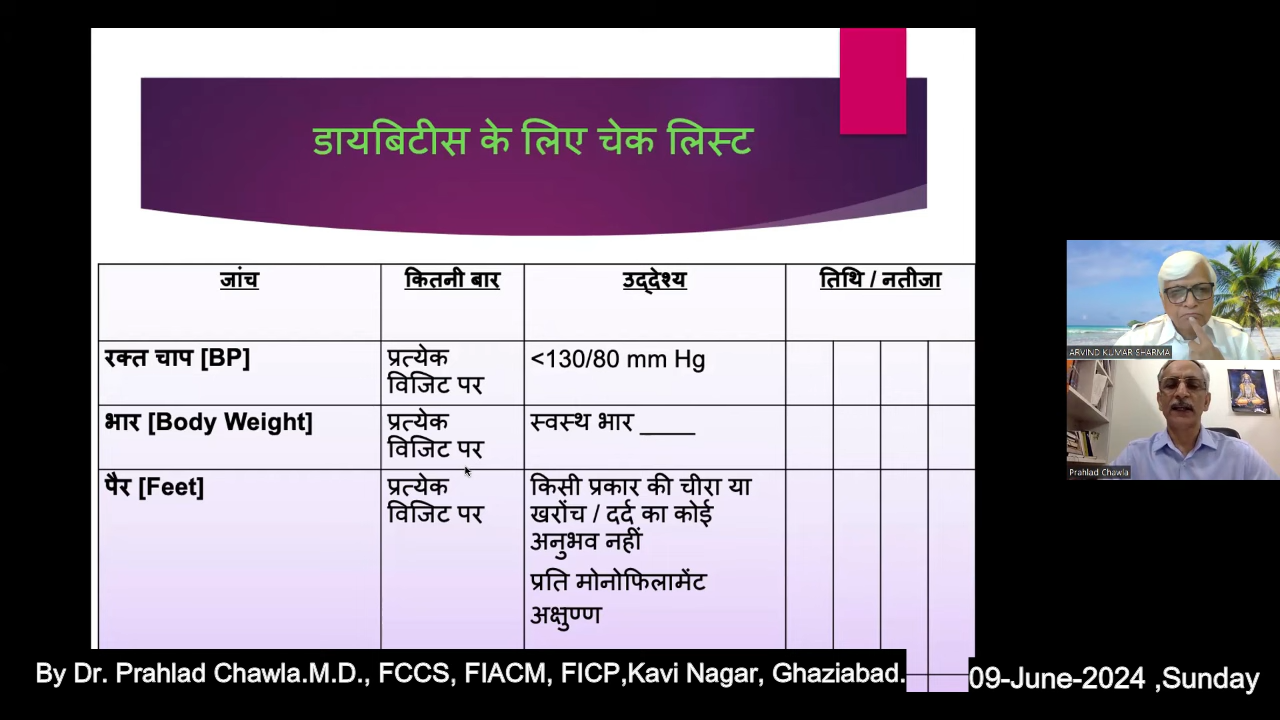 डायबिटीस के लिए चेक लिस्ट
जांच
कितनी बार
उद्देश्य
तिथि / नतीजा
रक्त चाप [BP]
प्रत्येक
विजिट पर
<130/80 mm Hg
भार [Body Weight]
प्रत्येक
विजिट पर
स्वस्थ भार ____
पैर [Feet]
प्रत्येक
विजिट पर
किसी प्रकार की चीरा या
खरोंच / दर्द का कोई
अनुभव नहीं
प्रति मोनोफिलामेंट
अक्षुण्ण
ARVIND KUMAR SHARMA
Prahlad Chawla
By Dr. Prahlad Chawla.M.D., FCCS, FIACM, FICP,Kavi Nagar, Ghaziabad.
09-June-2024 ,Sunday